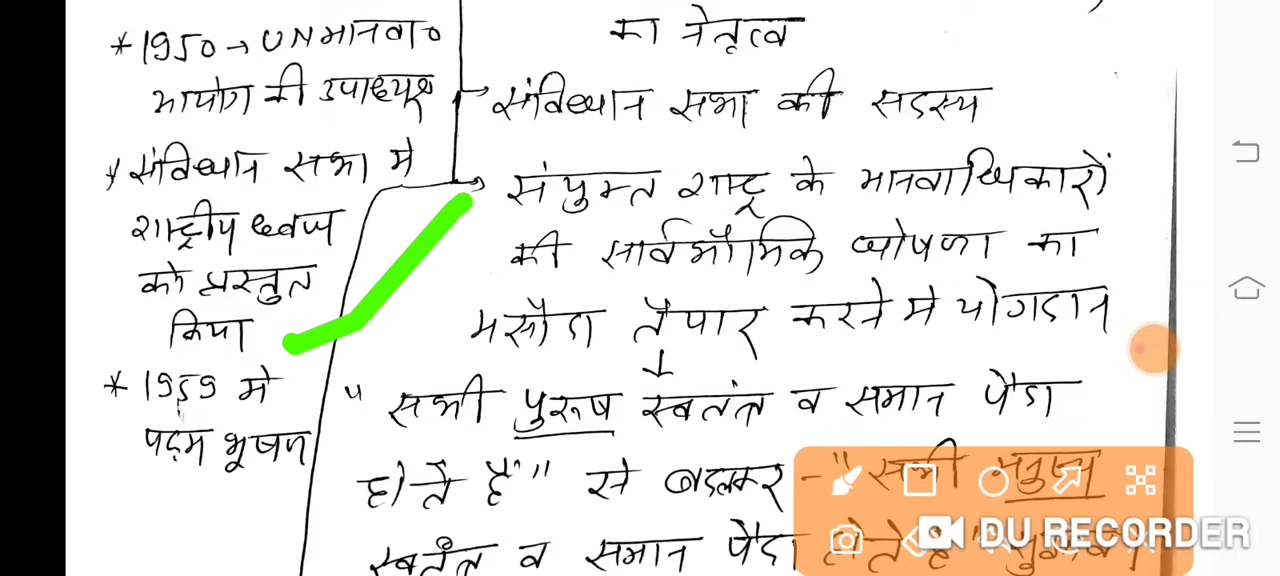 * 1950 → UN मानवा०
आयोग की उपाध्यक्ष
* संविधान सभा मे
राष्ट्रीय ध्वज
को प्रस्तुत
किया
* 1959 मे
पद्म भूषण
का नेतृत्व
→ संविधान सभा की सदस्य
→ संयुक्त राष्ट्र के मानवाधिकारों
की सार्वभौमिक घोषणा का
मसौदा तैयार करने मे योगदान
↓
" सभी पुरूष स्वतंत्र व समान पैदा
होते है" से बदलकर - "सभी मनुष्य
स्वतंत्र व समान पैदा होते है"
DU RECORDER